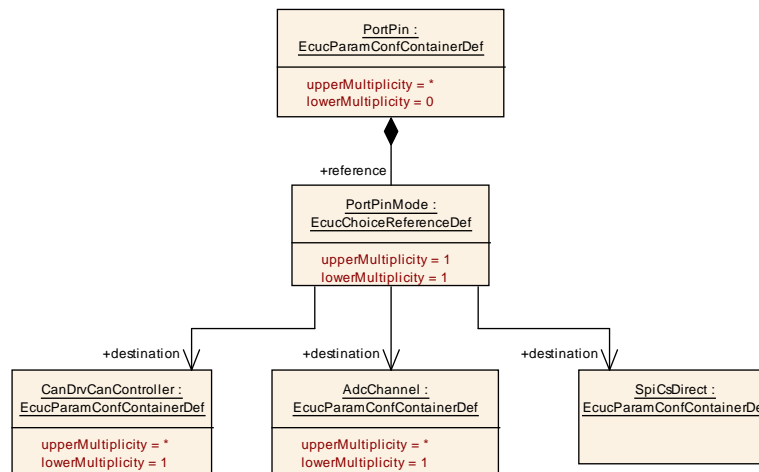 PortPin :
EcucParamConfContainerDef
upperMultiplicity = *
lowerMultiplicity = 0
+reference
PortPinMode :
EcucChoiceReferenceDef
upperMultiplicity = 1
lowerMultiplicity = 1
+destination
+destination
+destination
CanDrvCanController :
EcucParamConfContainerDef
upperMultiplicity = *
lowerMultiplicity = 1
AdcChannel :
EcucParamConfContainerDef
upperMultiplicity = *
lowerMultiplicity = 1
SpiCsDirect :
EcucParamConfContainerDe